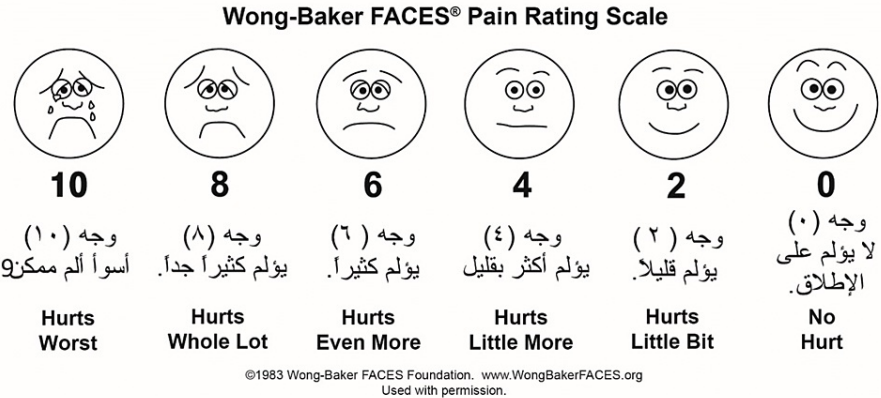 Wong-Baker FACES® Pain Rating Scale
10
وجه (١٠)
أسوأ ألم ممكن9
Hurts
Worst
8
وجه (٨)
يؤلم كثيراً جداً.
Hurts
Whole Lot
6
وجه ( ٦)
يؤلم كثيراً.
Hurts
Even More
4
وجه (٤)
يؤلم أكثر بقليل
Hurts
Little More
2
وجه ( ٢ )
يؤلم قليلاً.
Hurts
Little Bit
0
وجه (٠)
لا يؤلم على
الإطلاق.
No
Hurt
©1983 Wong-Baker FACES Foundation. www.WongBakerFACES.org
Used with permission.